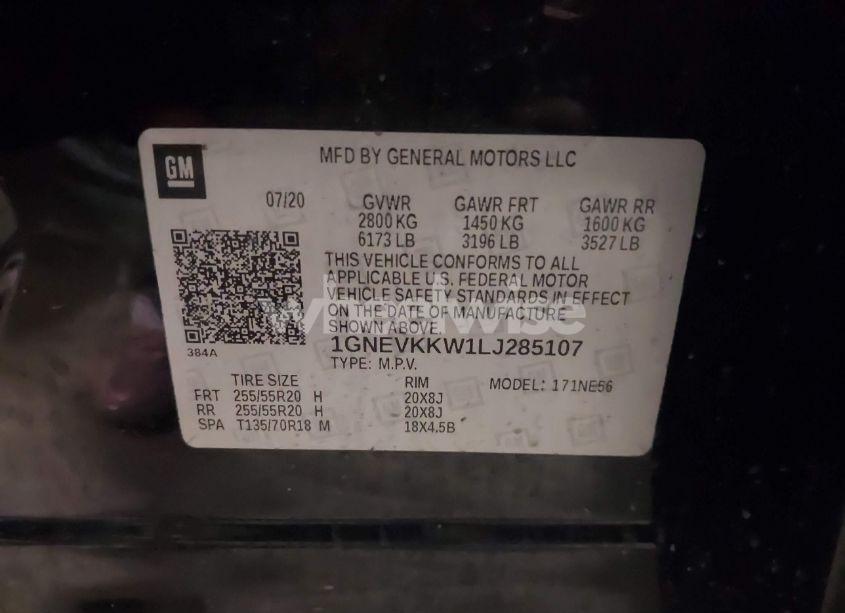 GM
MFD BY GENERAL MOTORS LLC
07/20 GVWR GAWR FRT GAWR RR
2800 KG 1450 KG 1600 KG
6173 LB 3196 LB 3527 LB
THIS VEHICLE CONFORMS TO ALL
APPLICABLE U.S. FEDERAL MOTOR
VEHICLE SAFETY STANDARDS IN EFFECT
ON THE DATE OF MANUFACTURE
SHOWN ABOVE.
384A
1GNEVKKW1LJ285107
TYPE: M.P.V.
TIRE SIZE RIM MODEL: 171NE56
FRT 255/55R20 H 20X8J
RR 255/55R20 H 20X8J
SPA T135/70R18 M 18X4.5B